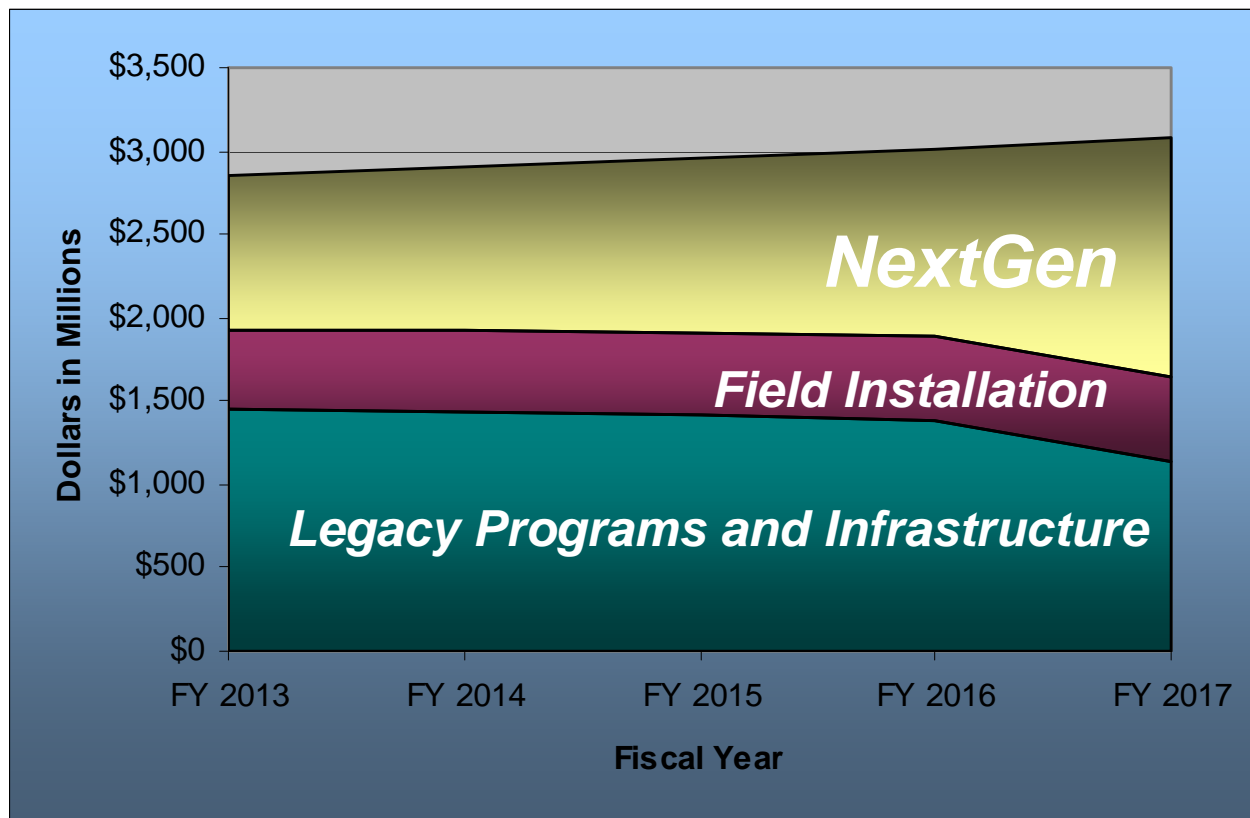 $3,500
$3,000
$2,500
$2,000
$1,500
$1,000
$500
$0
Dollars in Millions
NextGen
Field Installation
Legacy Programs and Infrastructure
FY 2013 FY 2014 FY 2015 FY 2016 FY 2017
Fiscal Year